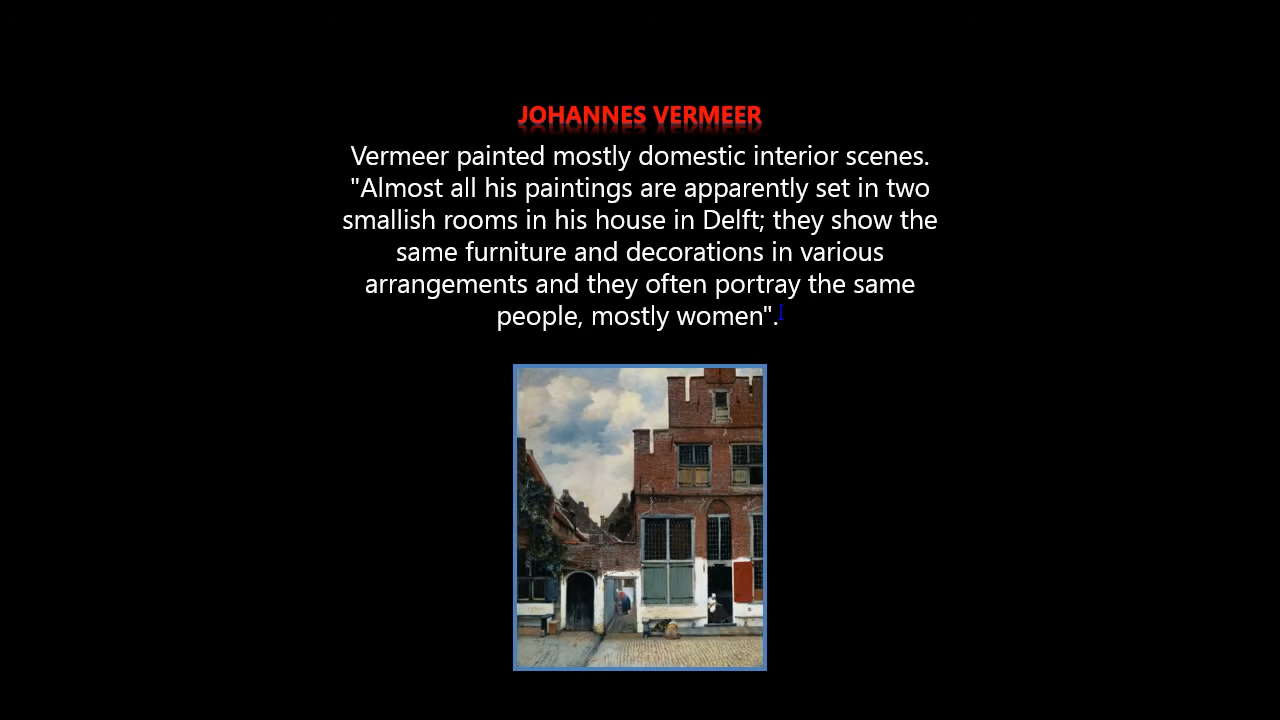 JOHANNES VERMEER
Vermeer painted mostly domestic interior scenes.
"Almost all his paintings are apparently set in two
smallish rooms in his house in Delft; they show the
same furniture and decorations in various
arrangements and they often portray the same
people, mostly women".[